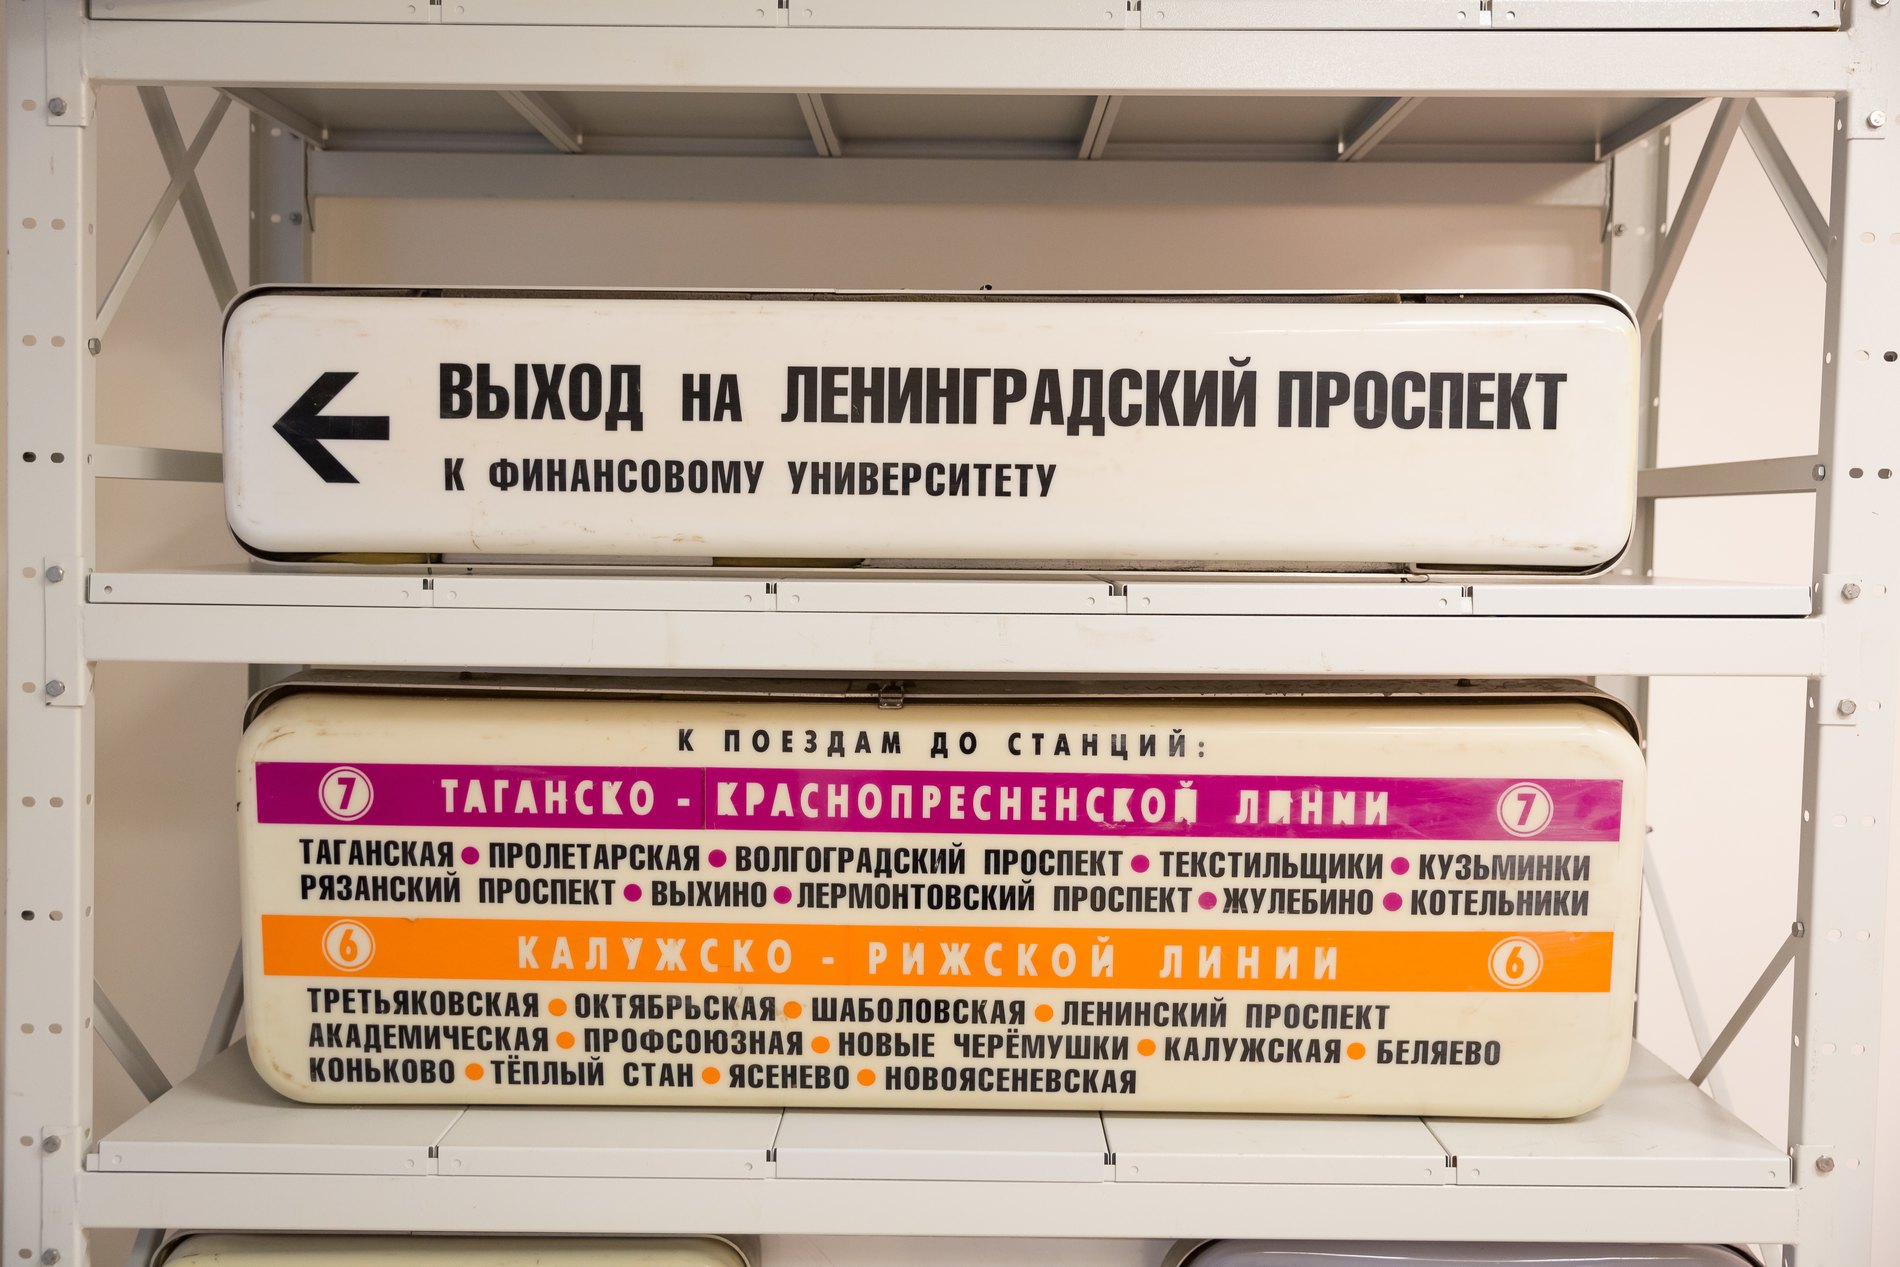 ВЫХОД НА ЛЕНИНГРАДСКИЙ ПРОСПЕКТ
К ФИНАНСОВОМУ УНИВЕРСИТЕТУ
К ПОЕЗДАМ ДО СТАНЦИЙ:
7 ТАГАНСКО - КРАСНОПРЕСНЕНСКОЙ ЛИНИИ 7
ТАГАНСКАЯ ● ПРОЛЕТАРСКАЯ ● ВОЛГОГРАДСКИЙ ПРОСПЕКТ ● ТЕКСТИЛЬЩИКИ ● КУЗЬМИНКИ
РЯЗАНСКИЙ ПРОСПЕКТ ● ВЫХИНО ● ЛЕРМОНТОВСКИЙ ПРОСПЕКТ ● ЖУЛЕБИНО ● КОТЕЛЬНИКИ
6 КАЛУЖСКО - РИЖСКОЙ ЛИНИИ 6
ТРЕТЬЯКОВСКАЯ ● ОКТЯБРЬСКАЯ ● ШАБОЛОВСКАЯ ● ЛЕНИНСКИЙ ПРОСПЕКТ
АКАДЕМИЧЕСКАЯ ● ПРОФСОЮЗНАЯ ● НОВЫЕ ЧЕРЁМУШКИ ● КАЛУЖСКАЯ ● БЕЛЯЕВО
КОНЬКОВО ● ТЁПЛЫЙ СТАН ● ЯСЕНЕВО ● НОВОЯСЕНЕВСКАЯ